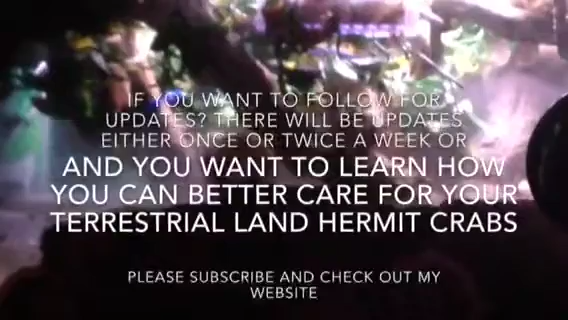 IF YOU WANT TO FOLLOW FOR
UPDATES? THERE WILL BE UPDATES
EITHER ONCE OR TWICE A WEEK OR
AND YOU WANT TO LEARN HOW
YOU CAN BETTER CARE FOR YOUR
TERRESTRIAL LAND HERMIT CRABS
PLEASE SUBSCRIBE AND CHECK OUT MY
WEBSITE